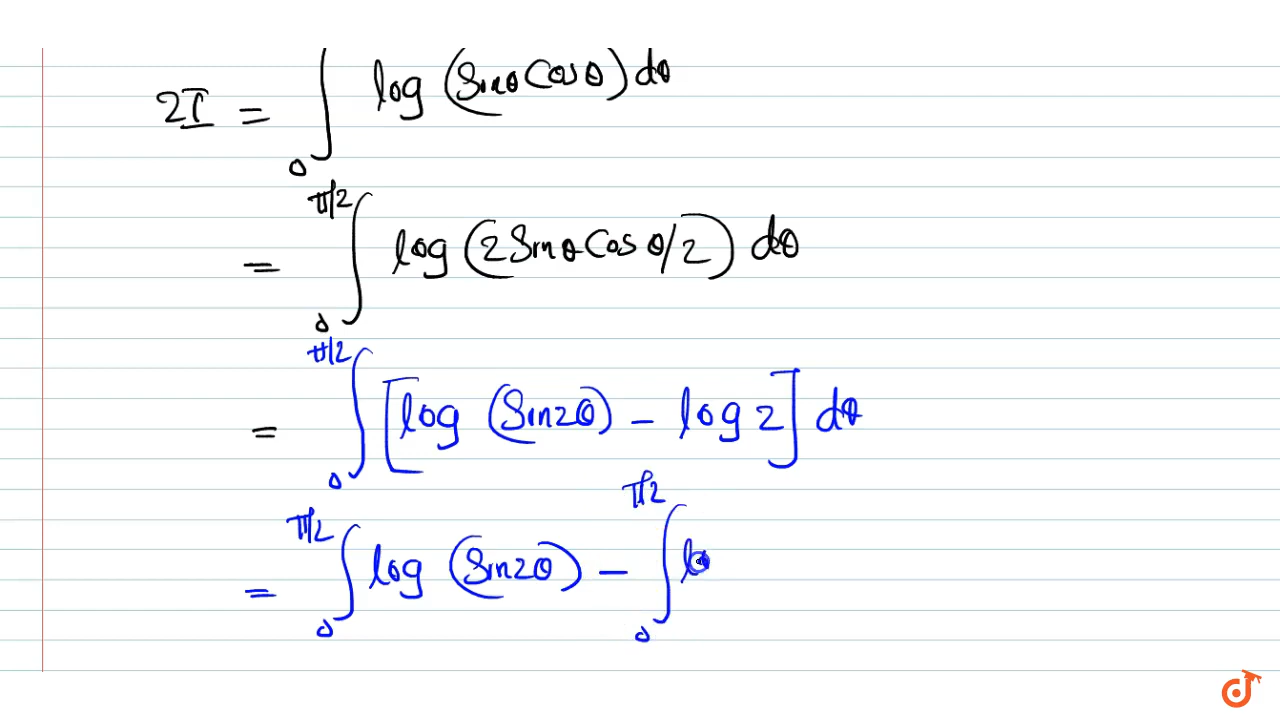 2I = ∫₀ log (Sinθ Cosθ) dθ
= ∫₀^π/2 log (2 Sinθ Cosθ/2) dθ
= ∫₀^π/2 [log (Sin2θ) - log 2] dθ
= ∫₀^π/2 log (Sin2θ) - ∫₀^π/2 lo